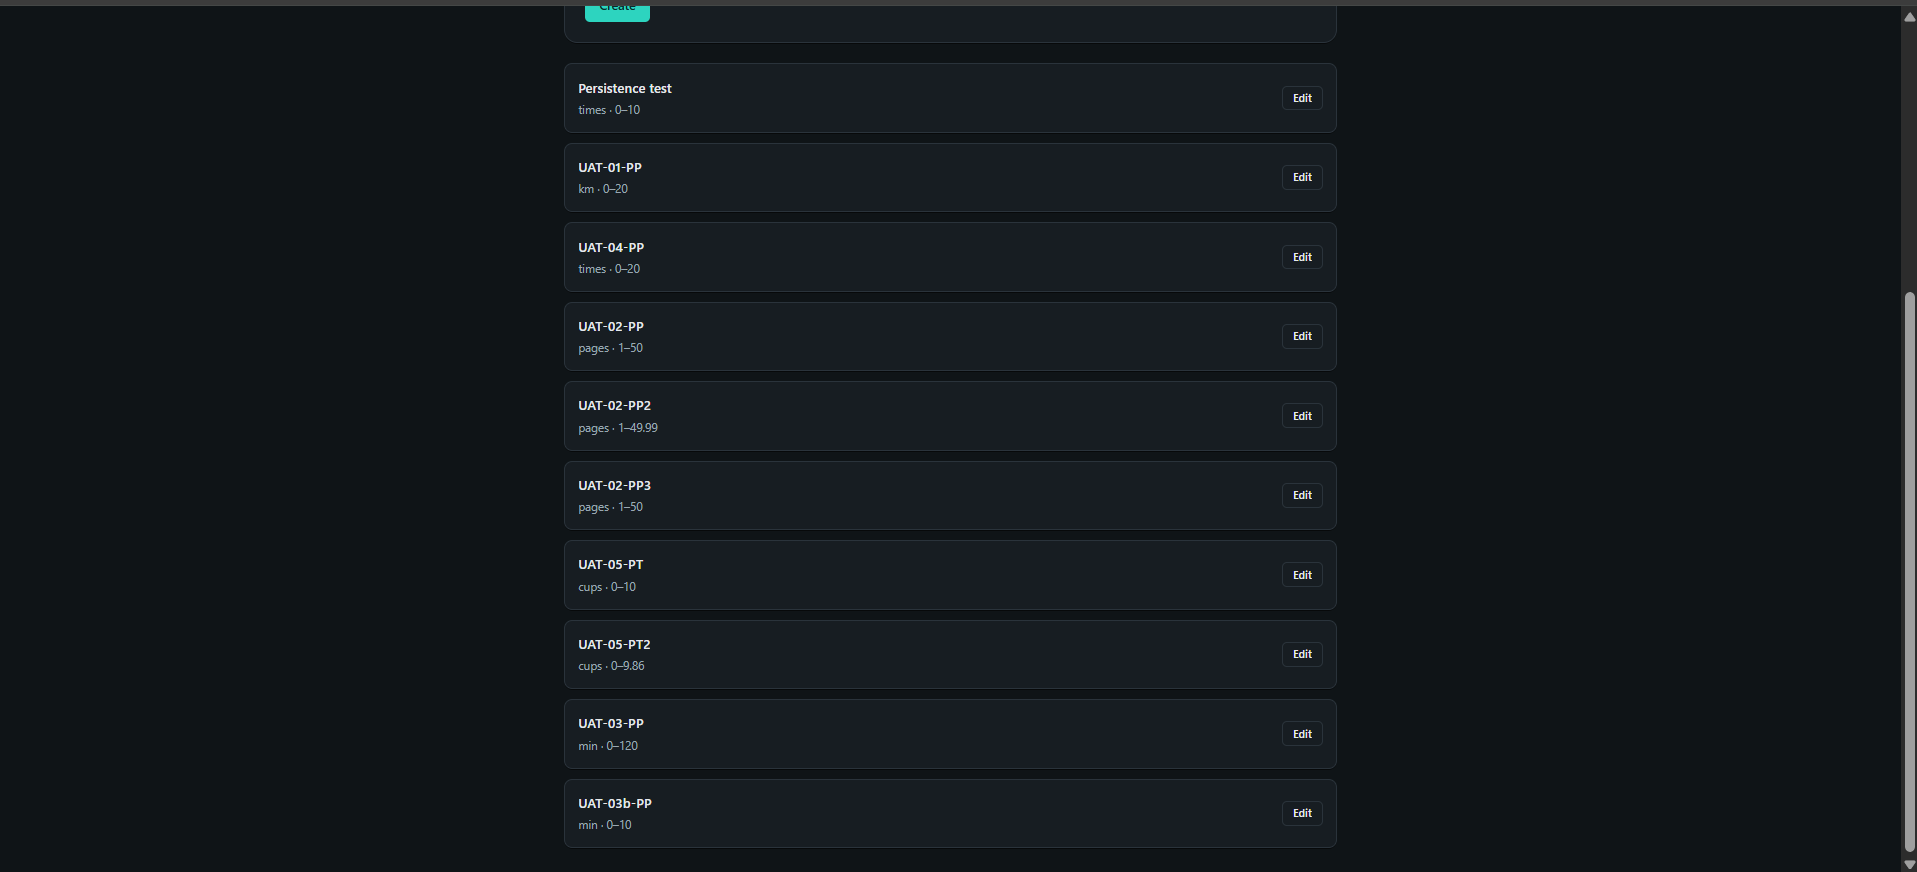 Create
Persistence test
times · 0–10
Edit
UAT-01-PP
km · 0–20
Edit
UAT-04-PP
times · 0–20
Edit
UAT-02-PP
pages · 1–50
Edit
UAT-02-PP2
pages · 1–49.99
Edit
UAT-02-PP3
pages · 1–50
Edit
UAT-05-PT
cups · 0–10
Edit
UAT-05-PT2
cups · 0–9.86
Edit
UAT-03-PP
min · 0–120
Edit
UAT-03b-PP
min · 0–10
Edit